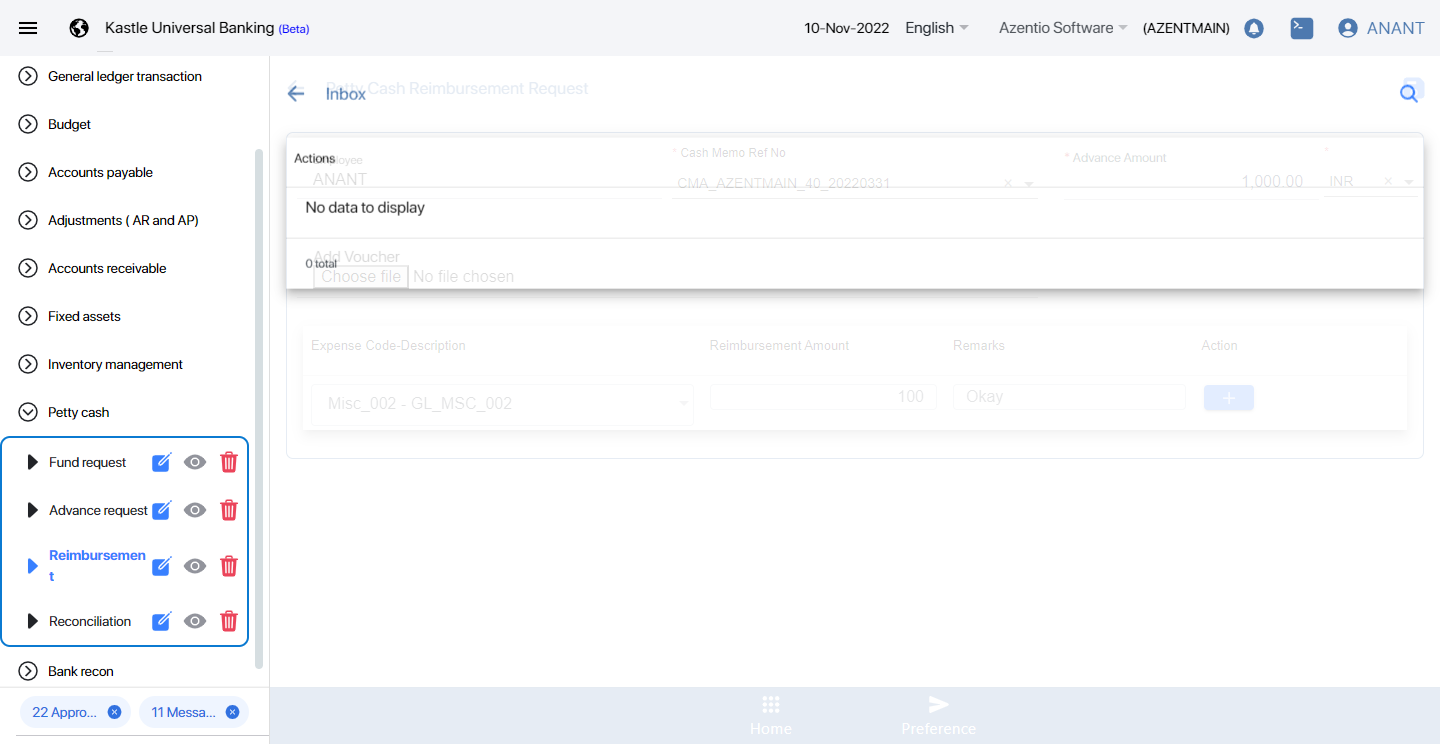 Kastle Universal Banking (Beta)
10-Nov-2022 English Azentio Software (AZENTMAIN) ANANT
General ledger transaction
Budget
Accounts payable
Adjustments ( AR and AP)
Accounts receivable
Fixed assets
Inventory management
Petty cash
Fund request
Advance request
Reimbursemen
t
Reconciliation
Bank recon
22 Appro...
11 Messa...
Petty Cash Reimbursement Request
Inbox
Actions
Employee
* Cash Memo Ref No
* Advance Amount
*
ANANT
CMA_AZENTMAIN_40_20220331
1,000.00
INR
No data to display
Add Voucher
0 total
Choose file No file chosen
Expense Code-Description
Reimbursement Amount
Remarks
Action
Misc_002 - GL_MSC_002
100
Okay
Home
Preference